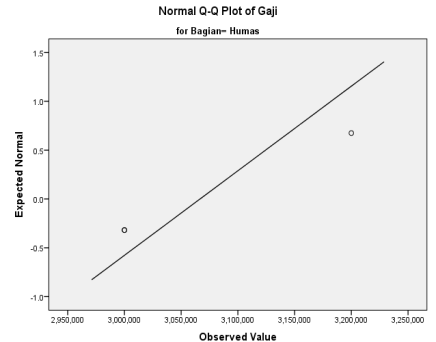 Normal Q-Q Plot of Gaji
for Bagian= Humas
Expected Normal
1.5
1.0
0.5
0.0
-0.5
-1.0
2,950,000 3,000,000 3,050,000 3,100,000 3,150,000 3,200,000 3,250,000
Observed Value